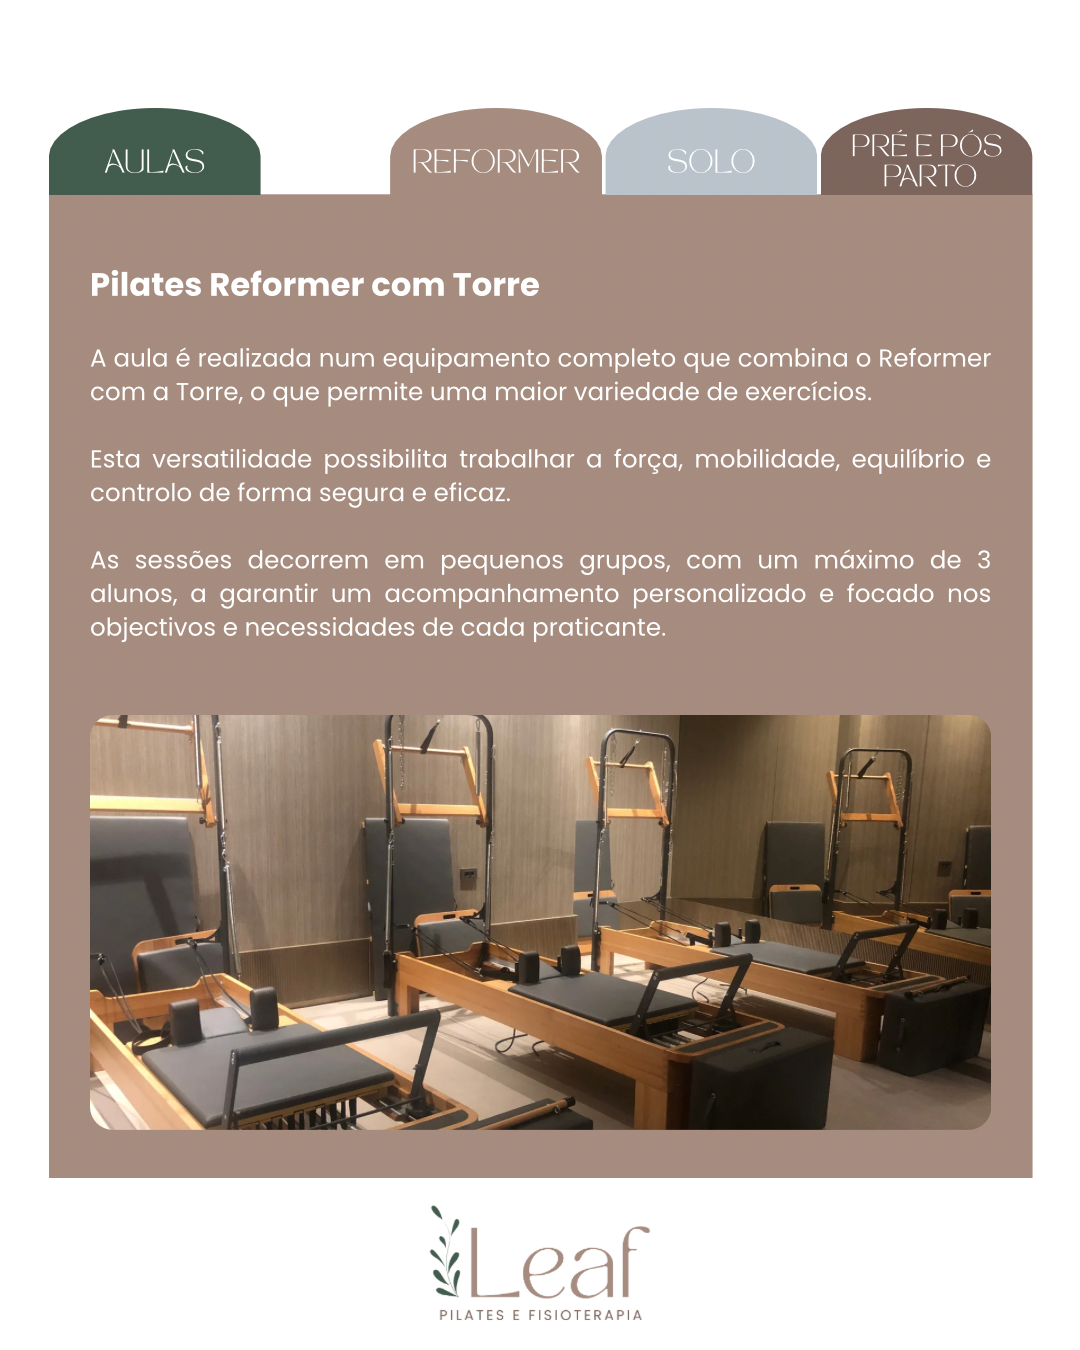 AULAS
REFORMER
SOLO
PRÉ E PÓS
PARTO
Pilates Reformer com Torre
A aula é realizada num equipamento completo que combina o Reformer
com a Torre, o que permite uma maior variedade de exercícios.
Esta versatilidade possibilita trabalhar a força, mobilidade, equilíbrio e
controlo de forma segura e eficaz.
As sessões decorrem em pequenos grupos, com um máximo de 3
alunos, a garantir um acompanhamento personalizado e focado nos
objectivos e necessidades de cada praticante.
Leaf
PILATES E FISIOTERAPIA